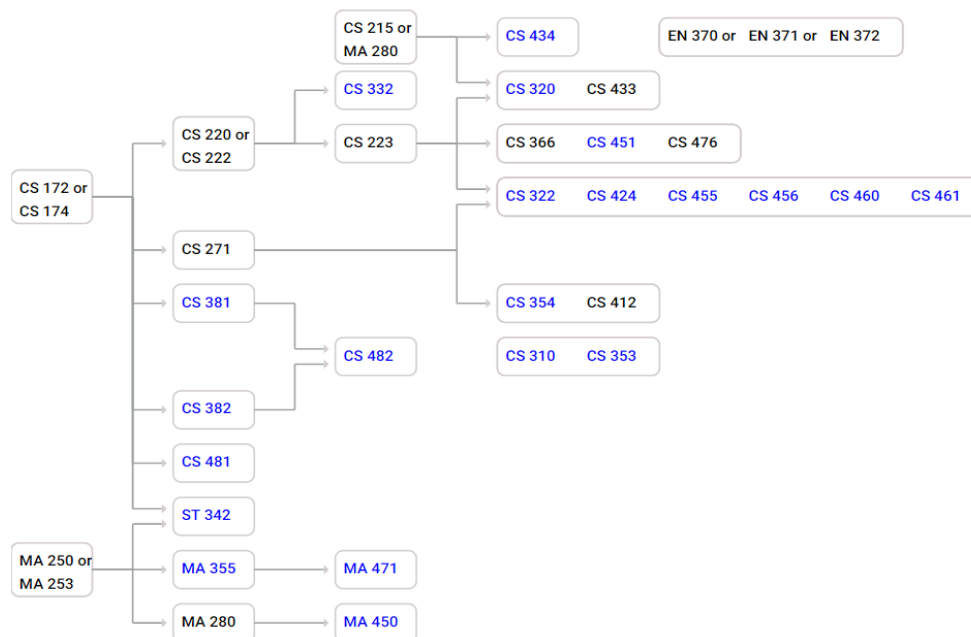 CS 215 or
MA 280
CS 434
EN 370 or EN 371 or EN 372
CS 332
CS 320 CS 433
CS 220 or
CS 222
CS 223
CS 366 CS 451 CS 476
CS 172 or
CS 174
CS 322 CS 424 CS 455 CS 456 CS 460 CS 461
CS 271
CS 381
CS 354 CS 412
CS 482
CS 310 CS 353
CS 382
CS 481
ST 342
MA 250 or
MA 253
MA 355
MA 471
MA 280
MA 450